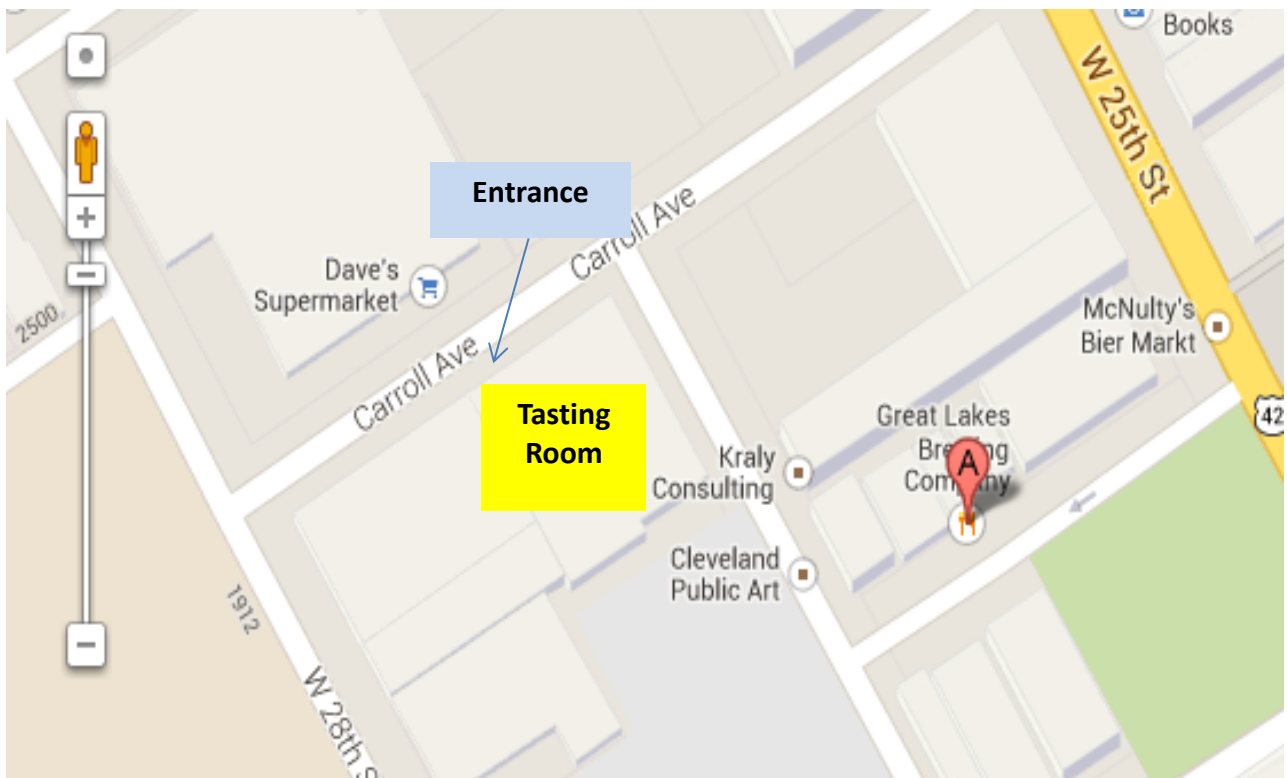 Books
W 25th St
Entrance
Carroll Ave
Dave's
Supermarket
2500
McNulty's
Bier Markt
Carroll Ave
Tasting
Room
Great Lakes
Brewing
Company
A
42
Kraly
Consulting
Cleveland
Public Art
1912
W 28th S